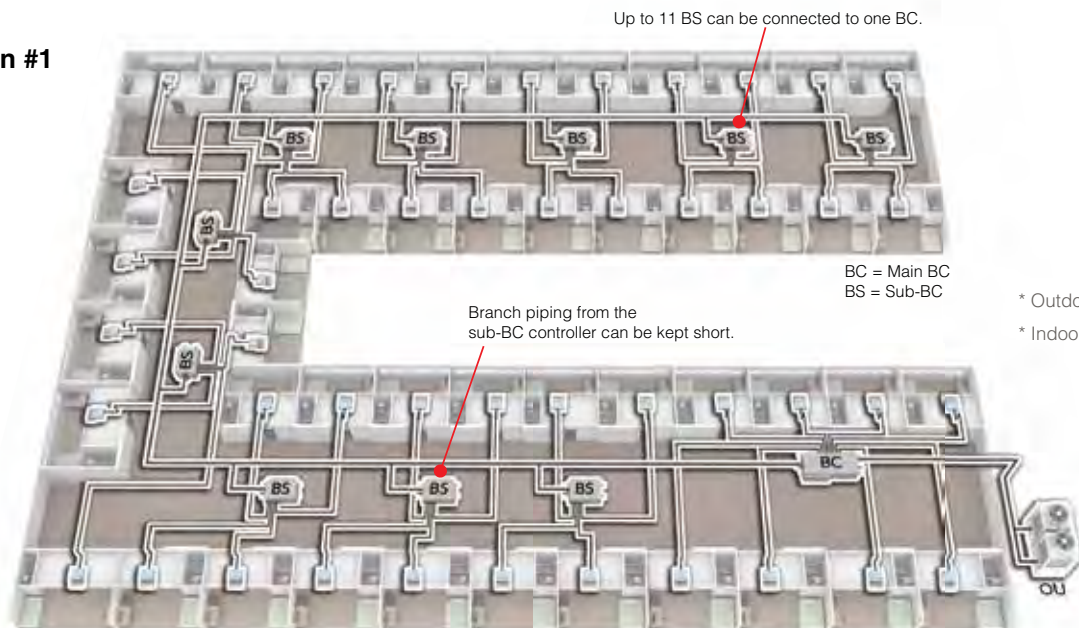 Up to 11 BS can be connected to one BC.
n #1
BS BS BS BS BS
BS
BC = Main BC
BS = Sub-BC
* Outdo
* Indoo
Branch piping from the
sub-BC controller can be kept short.
BS
BC
BS BS BS
OU